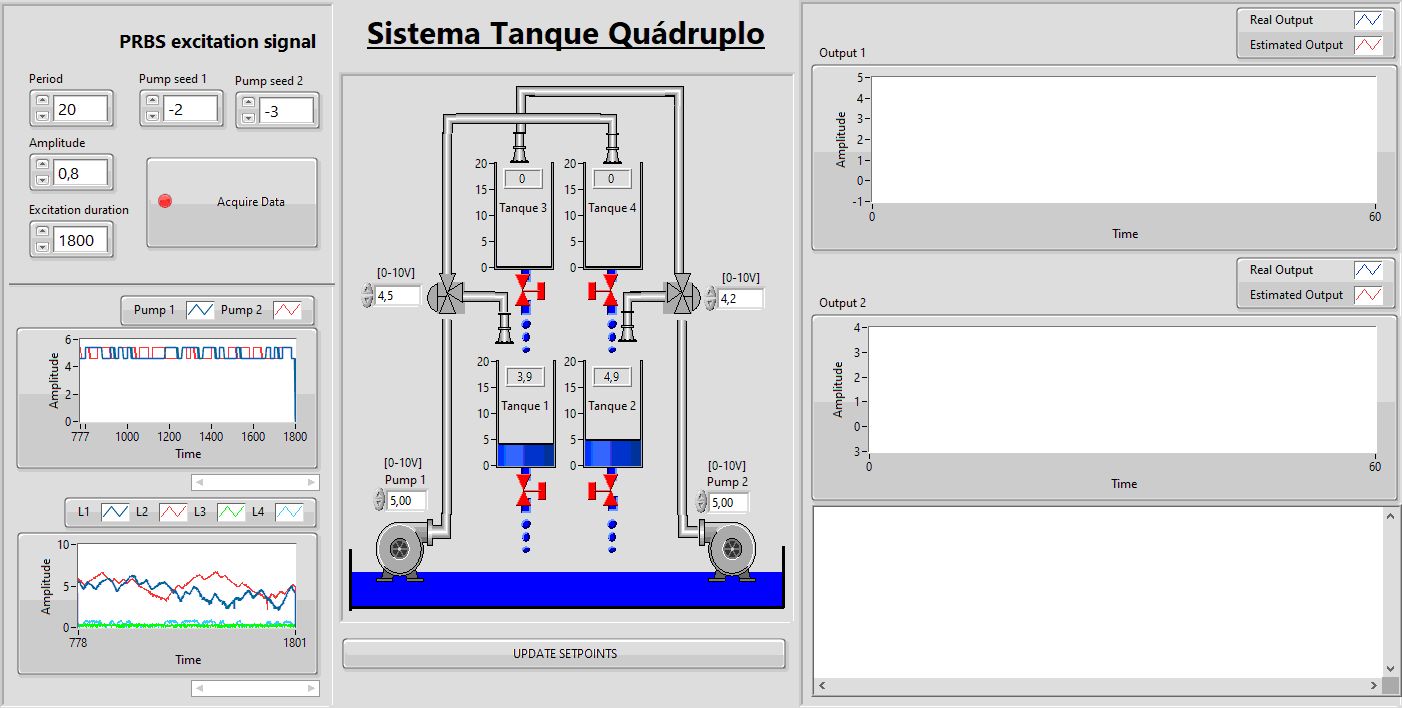 PRBS excitation signal
Period
Pump seed 1
Pump seed 2
20
-2
-3
Amplitude
0,8
Acquire Data
Excitation duration
1800
Pump 1
Pump 2
6
4
2
0
Amplitude
777
1000
1200
1400
1600
1800
Time
L1
L2
L3
L4
10
5
0
Amplitude
778
1801
Time
Sistema Tanque Quádruplo
20
15
10
5
0
0
Tanque 3
20
15
10
5
0
0
Tanque 4
[0-10V]
4,5
[0-10V]
4,2
20
15
10
5
0
3,9
Tanque 1
20
15
10
5
0
4,9
Tanque 2
[0-10V]
Pump 1
5,00
[0-10V]
Pump 2
5,00
UPDATE SETPOINTS
Real Output
Estimated Output
Output 1
5
4
3
2
1
0
-1
Amplitude
0
60
Time
Real Output
Estimated Output
Output 2
4
3
2
1
0
3
Amplitude
0
60
Time